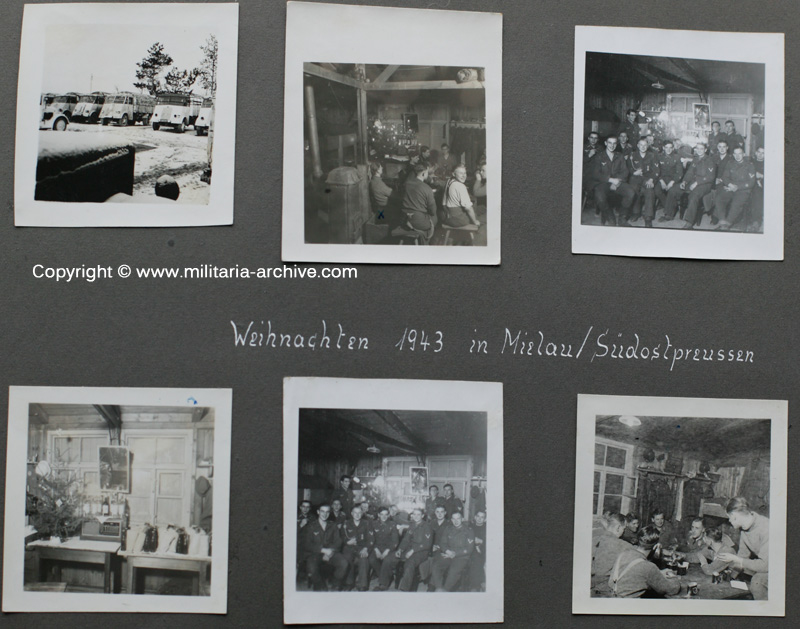 Copyright © www.militaria-archive.com
Weihnachten 1943 in Mielau/Südostpreussen